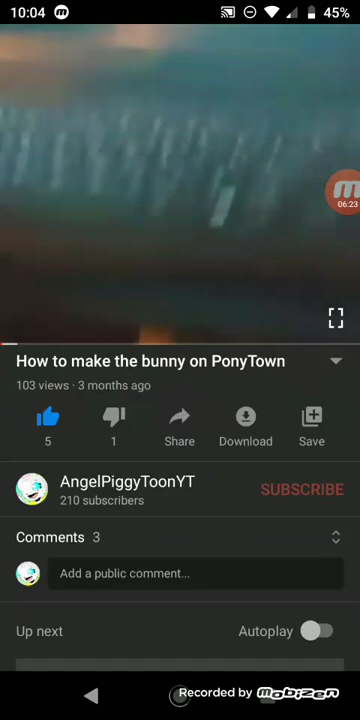 10:04 45%
06:23
How to make the bunny on PonyTown
103 views · 3 months ago
5 1 Share Download Save
AngelPiggyToonYT SUBSCRIBE
210 subscribers
Comments 3
Add a public comment...
Up next Autoplay
Recorded by mobizen